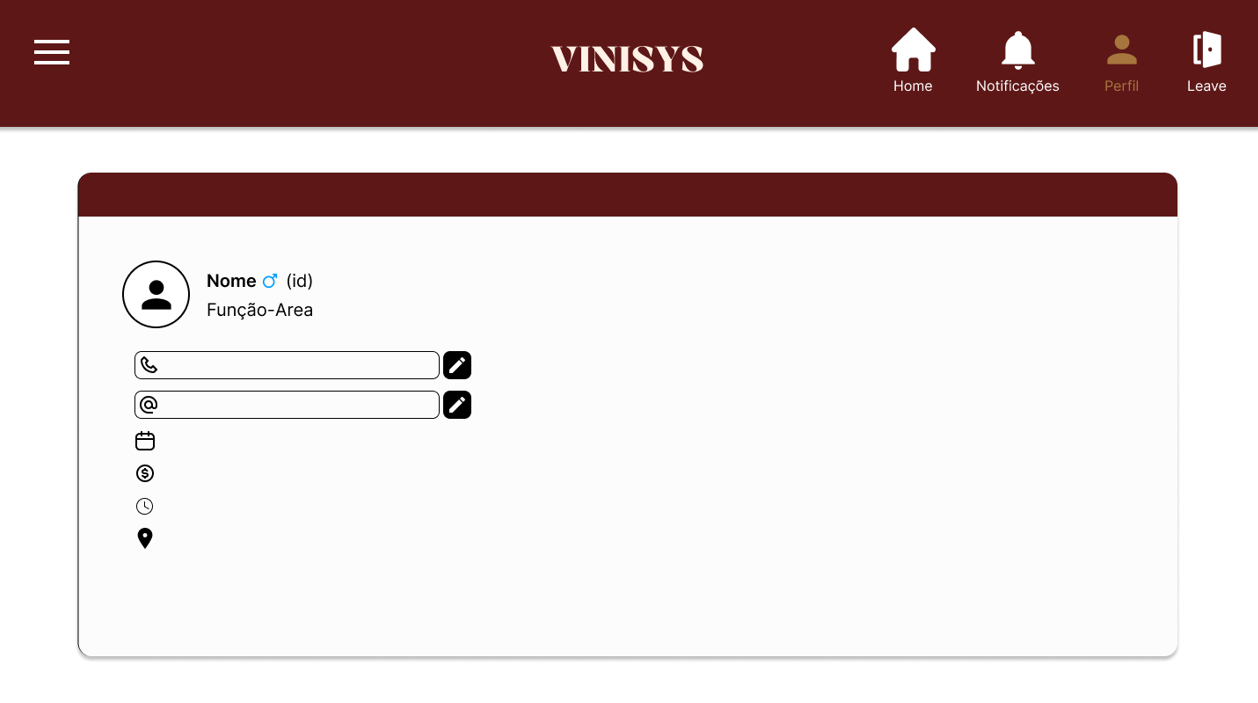 VINISYS
Home
Notificações
Perfil
Leave
Nome (id)
Função-Area